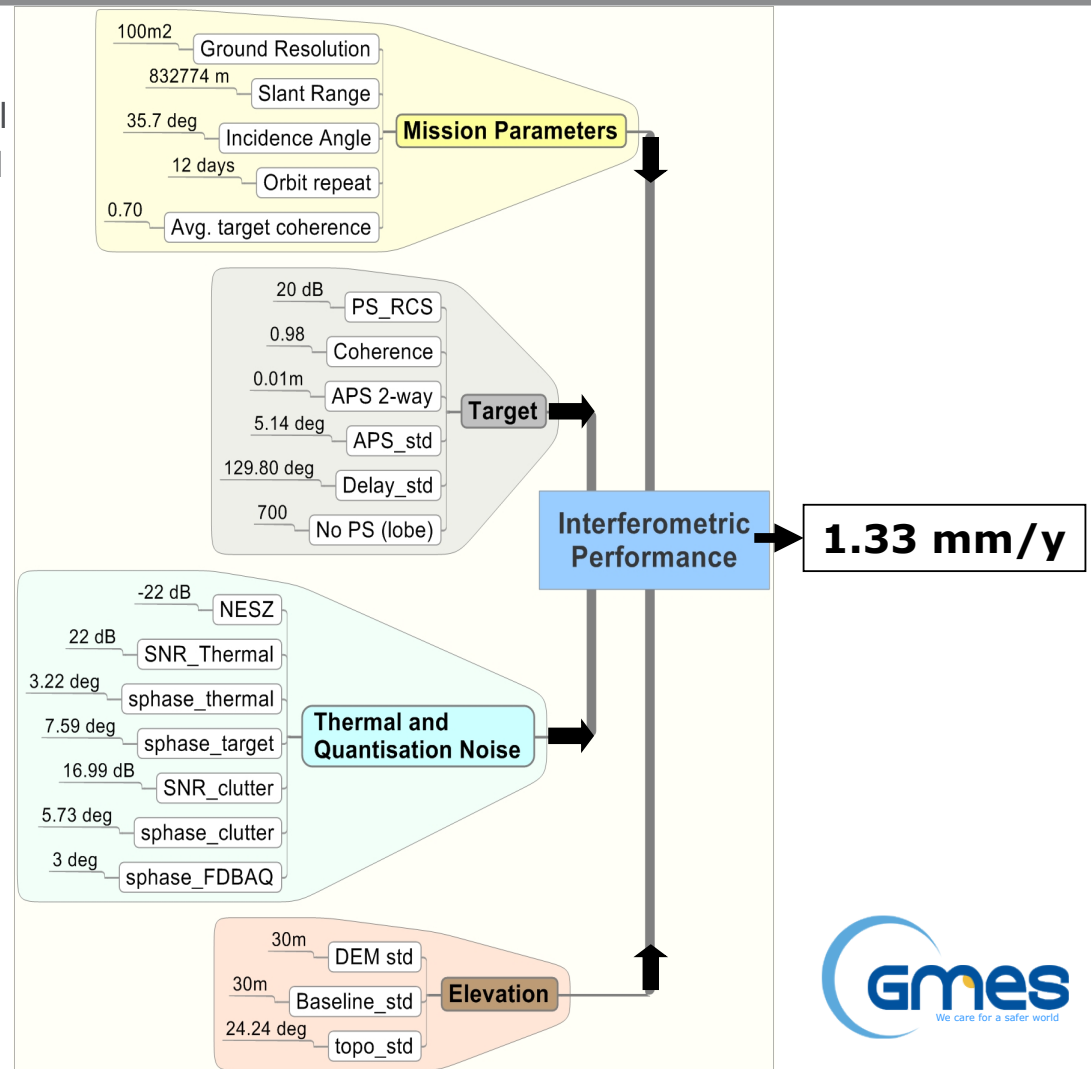 100m2
Ground Resolution
832774 m
Slant Range
35.7 deg
Incidence Angle
12 days
Orbit repeat
0.70
Avg. target coherence
Mission Parameters
20 dB
PS_RCS
0.98
Coherence
0.01m
APS 2-way
5.14 deg
APS_std
129.80 deg
Delay_std
700
No PS (lobe)
Target
Interferometric
Performance
1.33 mm/y
-22 dB
NESZ
22 dB
SNR_Thermal
3.22 deg
sphase_thermal
7.59 deg
sphase_target
16.99 dB
SNR_clutter
5.73 deg
sphase_clutter
3 deg
sphase_FDBAQ
Thermal and
Quantisation Noise
30m
DEM std
30m
Baseline_std
24.24 deg
topo_std
Elevation
GMES
We care for a safer world